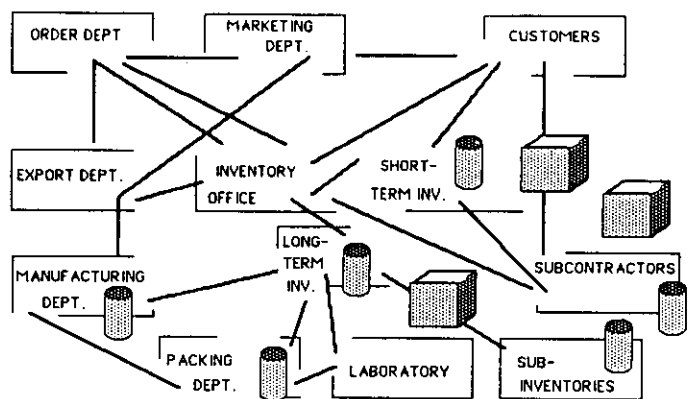 ORDER DEPT
MARKETING
DEPT.
CUSTOMERS
EXPORT DEPT.
INVENTORY
OFFICE
SHORT-
TERM INV.
MANUFACTURING
DEPT.
LONG-
TERM
INV.
SUBCONTRACTORS
PACKING
DEPT.
LABORATORY
SUB-
INVENTORIES